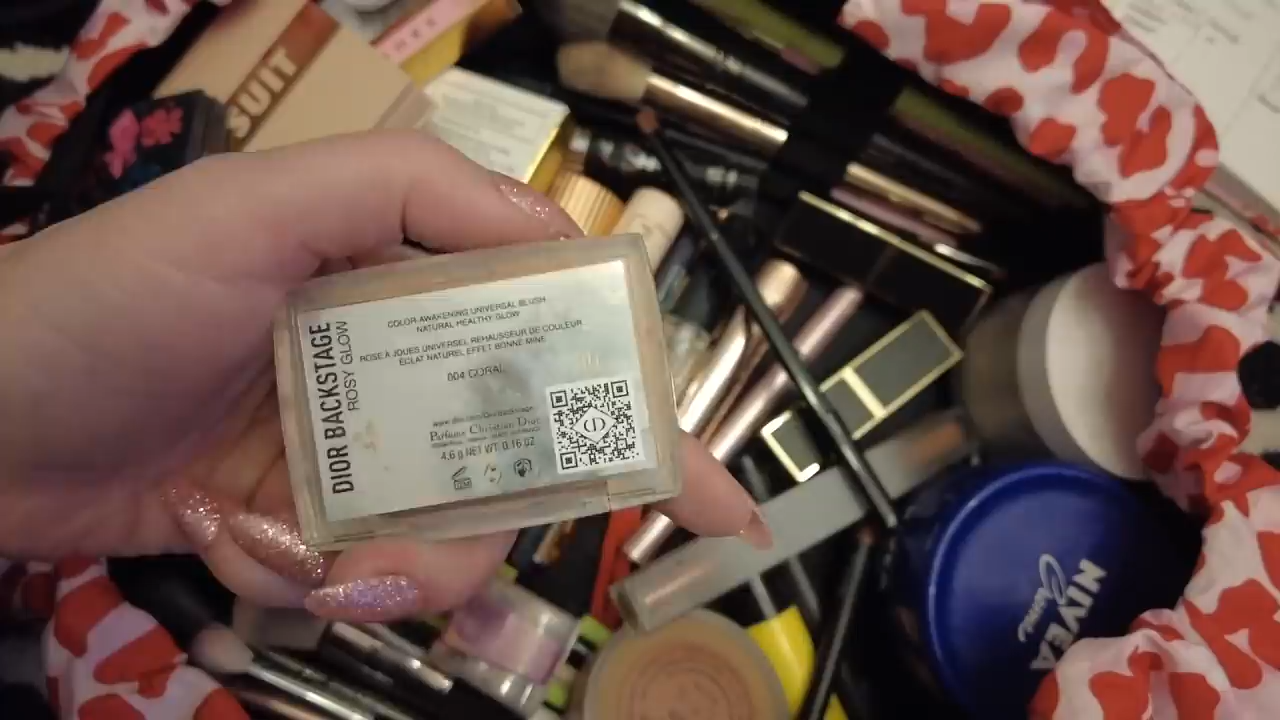 SUIT
DIOR BACKSTAGE
ROSY GLOW
COLOR-AWAKENING UNIVERSAL BLUSH
NATURAL HEALTHY GLOW
ROSE À JOUES UNIVERSEL REHAUSSEUR DE COULEUR
ÉCLAT NATUREL EFFET BONNE MINE
004 CORAL
Parfums Christian Dior
4.6 g NET WT. 0.16 OZ
12M
NIVEA
Creme